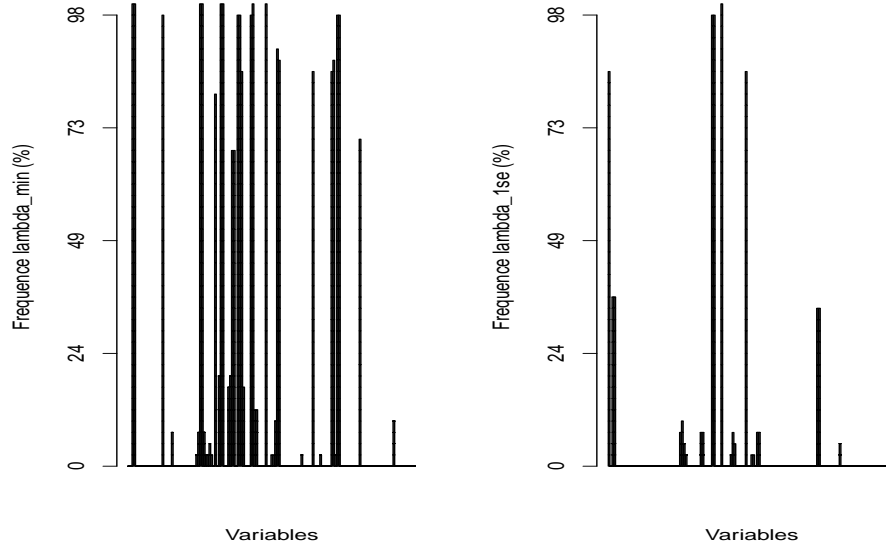 Frequence lambda_min (%)
98
73
49
24
0
Variables
Frequence lambda_1se (%)
98
73
49
24
0
Variables